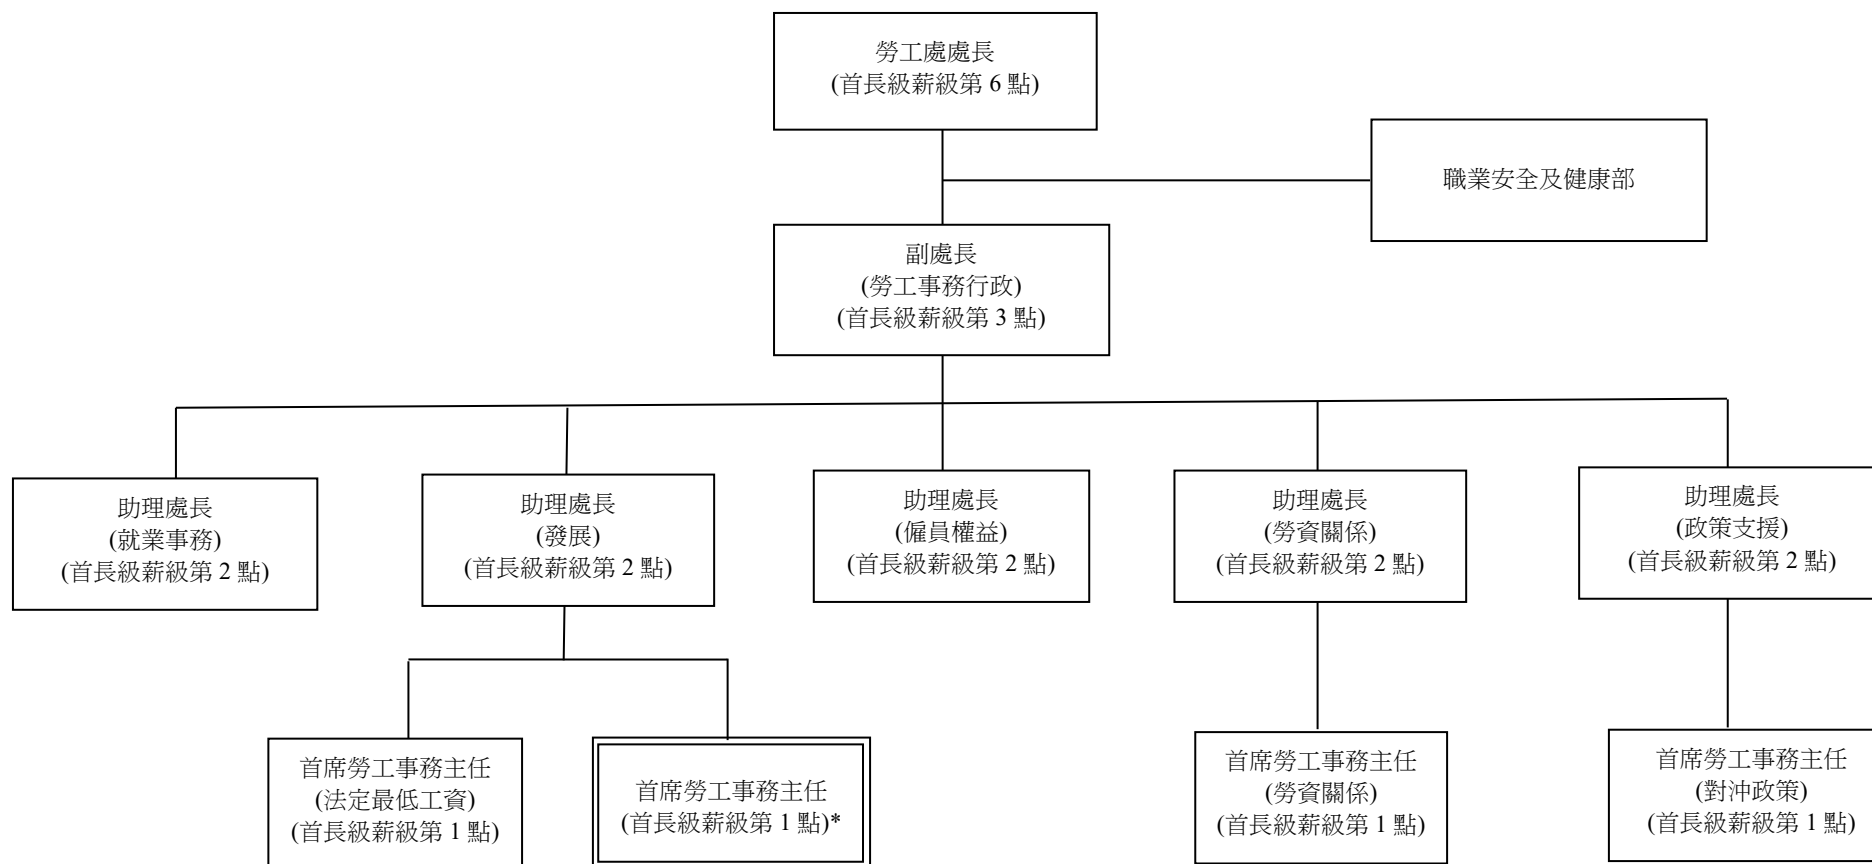 勞工處處長
(首長級薪級第 6 點)
職業安全及健康部
副處長
(勞工事務行政)
(首長級薪級第 3 點)
助理處長
(就業事務)
(首長級薪級第 2 點)
助理處長
(發展)
(首長級薪級第 2 點)
助理處長
(僱員權益)
(首長級薪級第 2 點)
助理處長
(勞資關係)
(首長級薪級第 2 點)
助理處長
(政策支援)
(首長級薪級第 2 點)
首席勞工事務主任
(法定最低工資)
(首長級薪級第 1 點)
首席勞工事務主任
(首長級薪級第 1 點)*
首席勞工事務主任
(勞資關係)
(首長級薪級第 1 點)
首席勞工事務主任
(對沖政策)
(首長級薪級第 1 點)